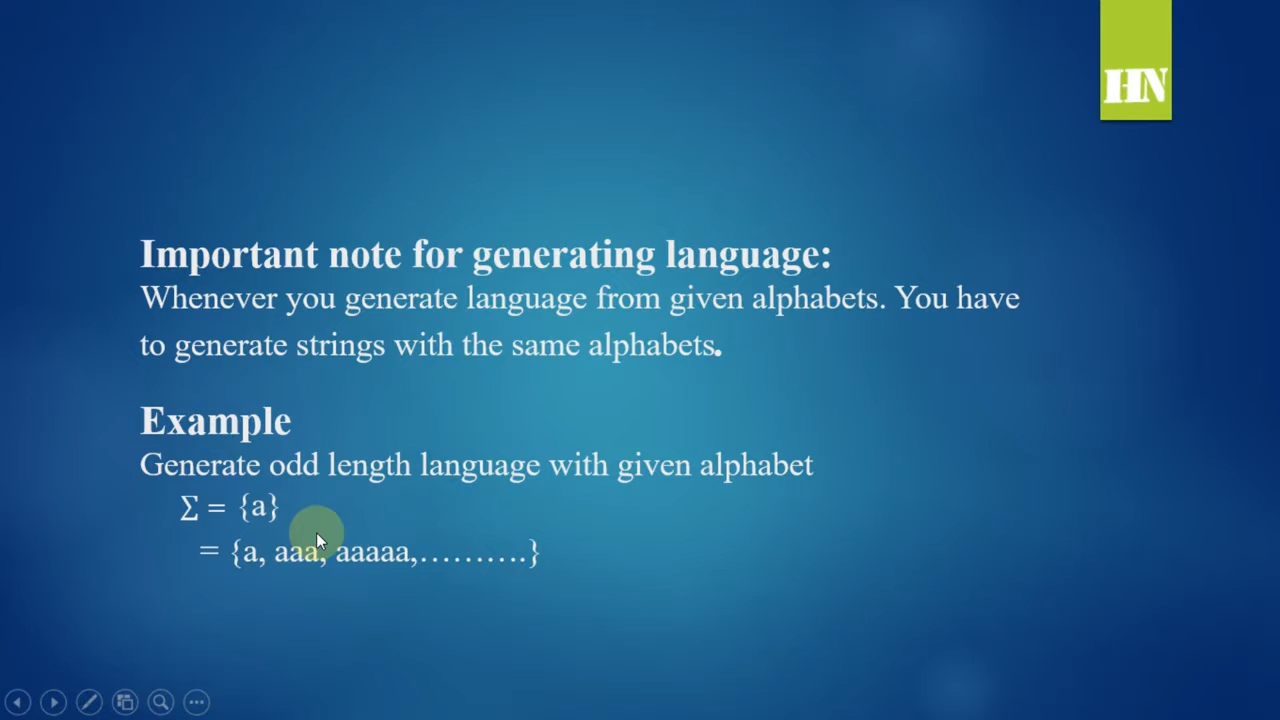 HN
Important note for generating language:
Whenever you generate language from given alphabets. You have
to generate strings with the same alphabets.
Example
Generate odd length language with given alphabet
∑ = {a}
= {a, aaa, aaaaa,……….}